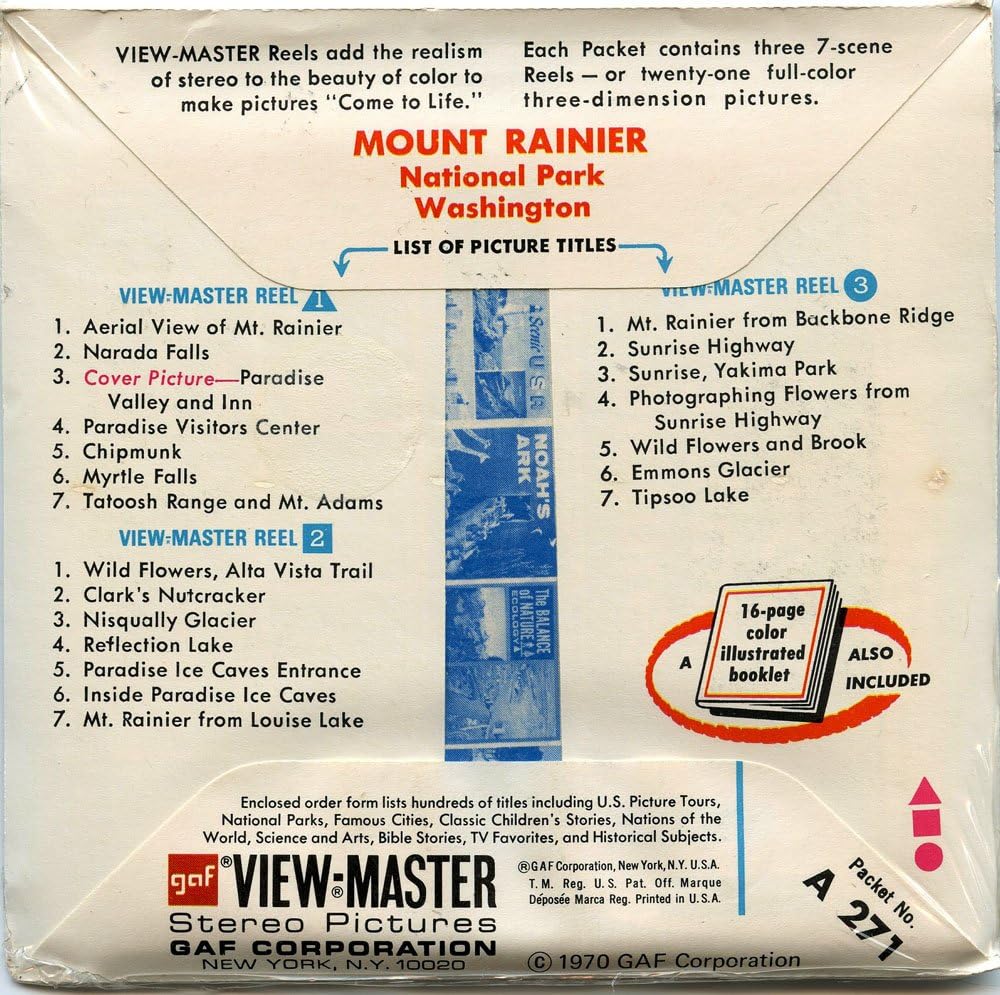 VIEW-MASTER Reels add the realism
of stereo to the beauty of color to
make pictures "Come to Life."
Each Packet contains three 7-scene
Reels — or twenty-one full-color
three-dimension pictures.
MOUNT RAINIER
National Park
Washington
LIST OF PICTURE TITLES
VIEW-MASTER REEL 1
1. Aerial View of Mt. Rainier
2. Narada Falls
3. Cover Picture—Paradise
Valley and Inn
4. Paradise Visitors Center
5. Chipmunk
6. Myrtle Falls
7. Tatoosh Range and Mt. Adams
VIEW-MASTER REEL 2
1. Wild Flowers, Alta Vista Trail
2. Clark's Nutcracker
3. Nisqually Glacier
4. Reflection Lake
5. Paradise Ice Caves Entrance
6. Inside Paradise Ice Caves
7. Mt. Rainier from Louise Lake
Scenic U S A
NOAH'S
ARK
The BALANCE
of NATURE
ECOLOGY
VIEW-MASTER REEL 3
1. Mt. Rainier from Backbone Ridge
2. Sunrise Highway
3. Sunrise, Yakima Park
4. Photographing Flowers from
Sunrise Highway
5. Wild Flowers and Brook
6. Emmons Glacier
7. Tipsoo Lake
A
16-page
color
illustrated
booklet
ALSO
INCLUDED
Enclosed order form lists hundreds of titles including U.S. Picture Tours,
National Parks, Famous Cities, Classic Children's Stories, Nations of the
World, Science and Arts, Bible Stories, TV Favorites, and Historical Subjects.
gaf ® VIEW-MASTER ®
Stereo Pictures
GAF CORPORATION
NEW YORK, N.Y. 10020
® GAF Corporation, New York, N.Y. U.S.A.
T. M. Reg. U.S. Pat. Off. Marque
Déposée Marca Reg. Printed in U.S.A.
© 1970 GAF Corporation
Packet No.
A 271